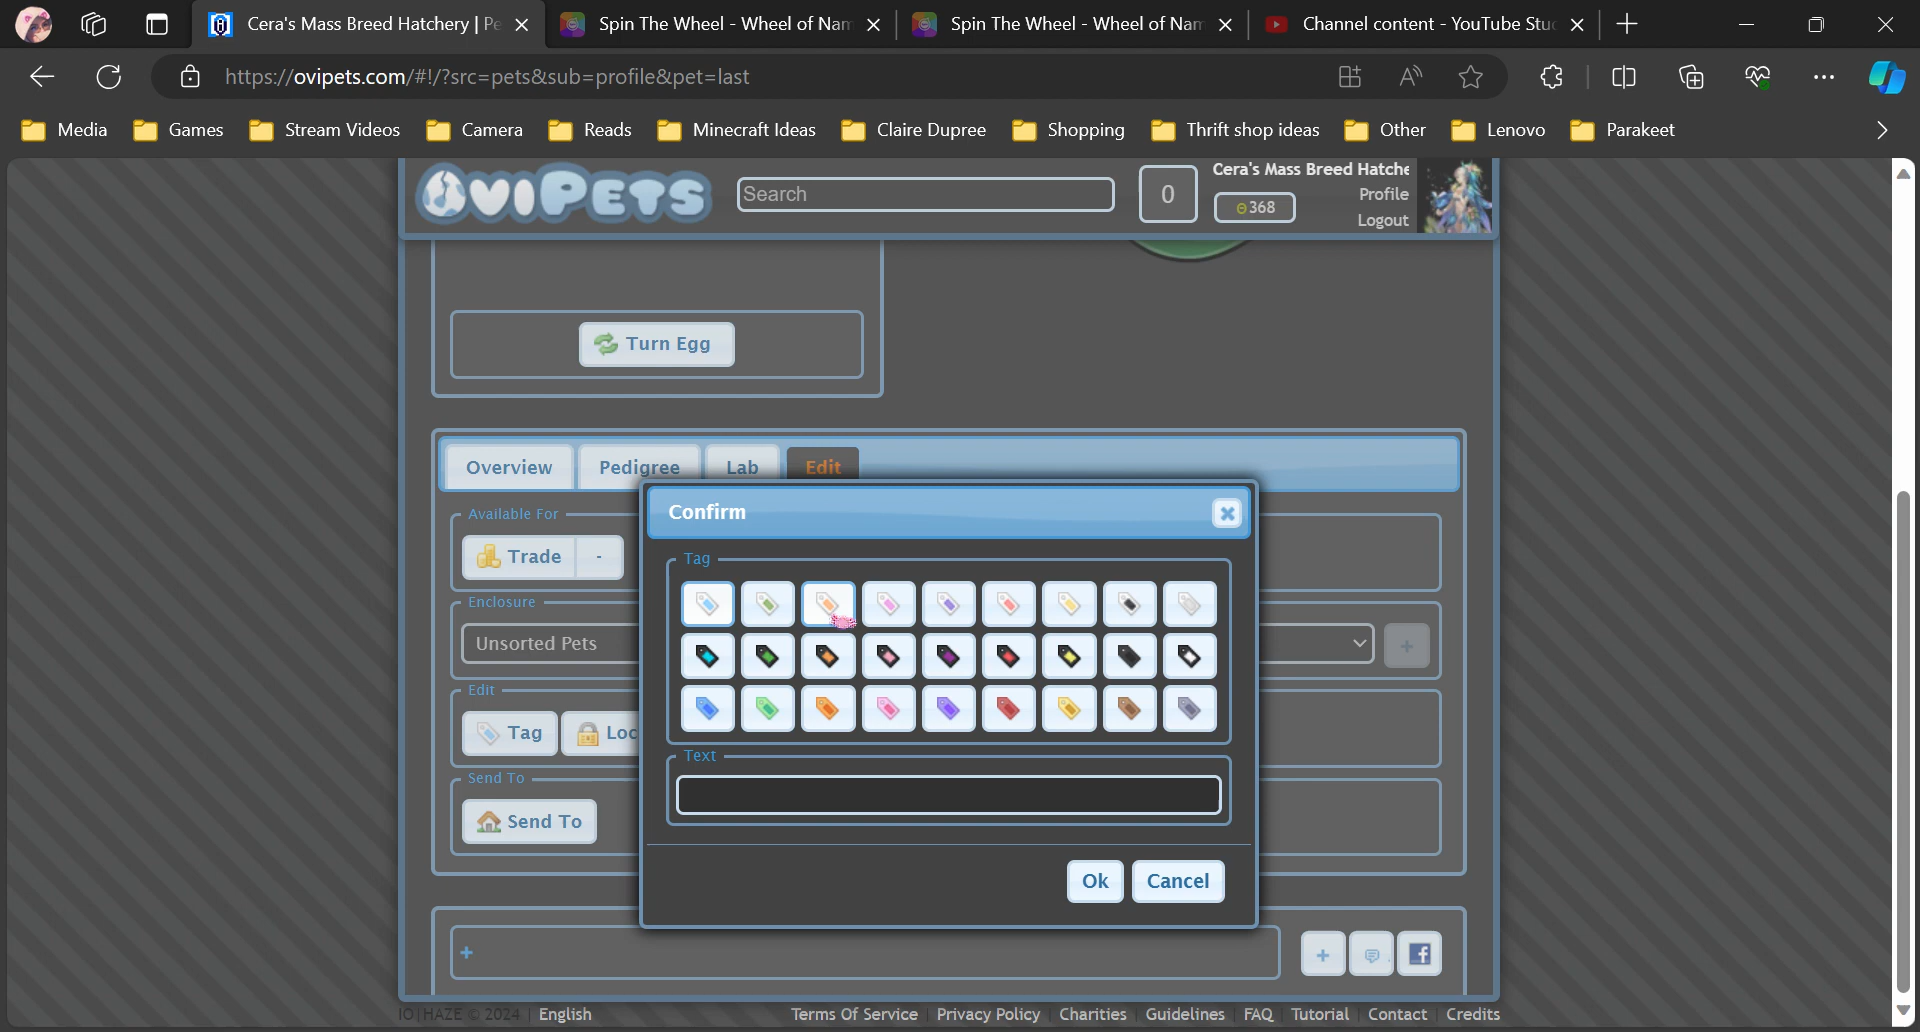 Cera's Mass Breed Hatchery | Pe
Spin The Wheel - Wheel of Nam
Spin The Wheel - Wheel of Nam
Channel content - YouTube Stu
https://ovipets.com/#!/?src=pets&sub=profile&pet=last
Media
Games
Stream Videos
Camera
Reads
Minecraft Ideas
Claire Dupree
Shopping
Thrift shop ideas
Other
Lenovo
Parakeet
OviPets
Search
0
Cera's Mass Breed Hatche
368
Profile
Logout
Turn Egg
Overview
Pedigree
Lab
Edit
Confirm
Available For
Trade
-
Tag
Enclosure
Unsorted Pets
+
Edit
Tag
Loc
Text
Send To
Send To
Ok
Cancel
+
+
IO|HAZE © 2024
English
Terms Of Service
Privacy Policy
Charities
Guidelines
FAQ
Tutorial
Contact
Credits